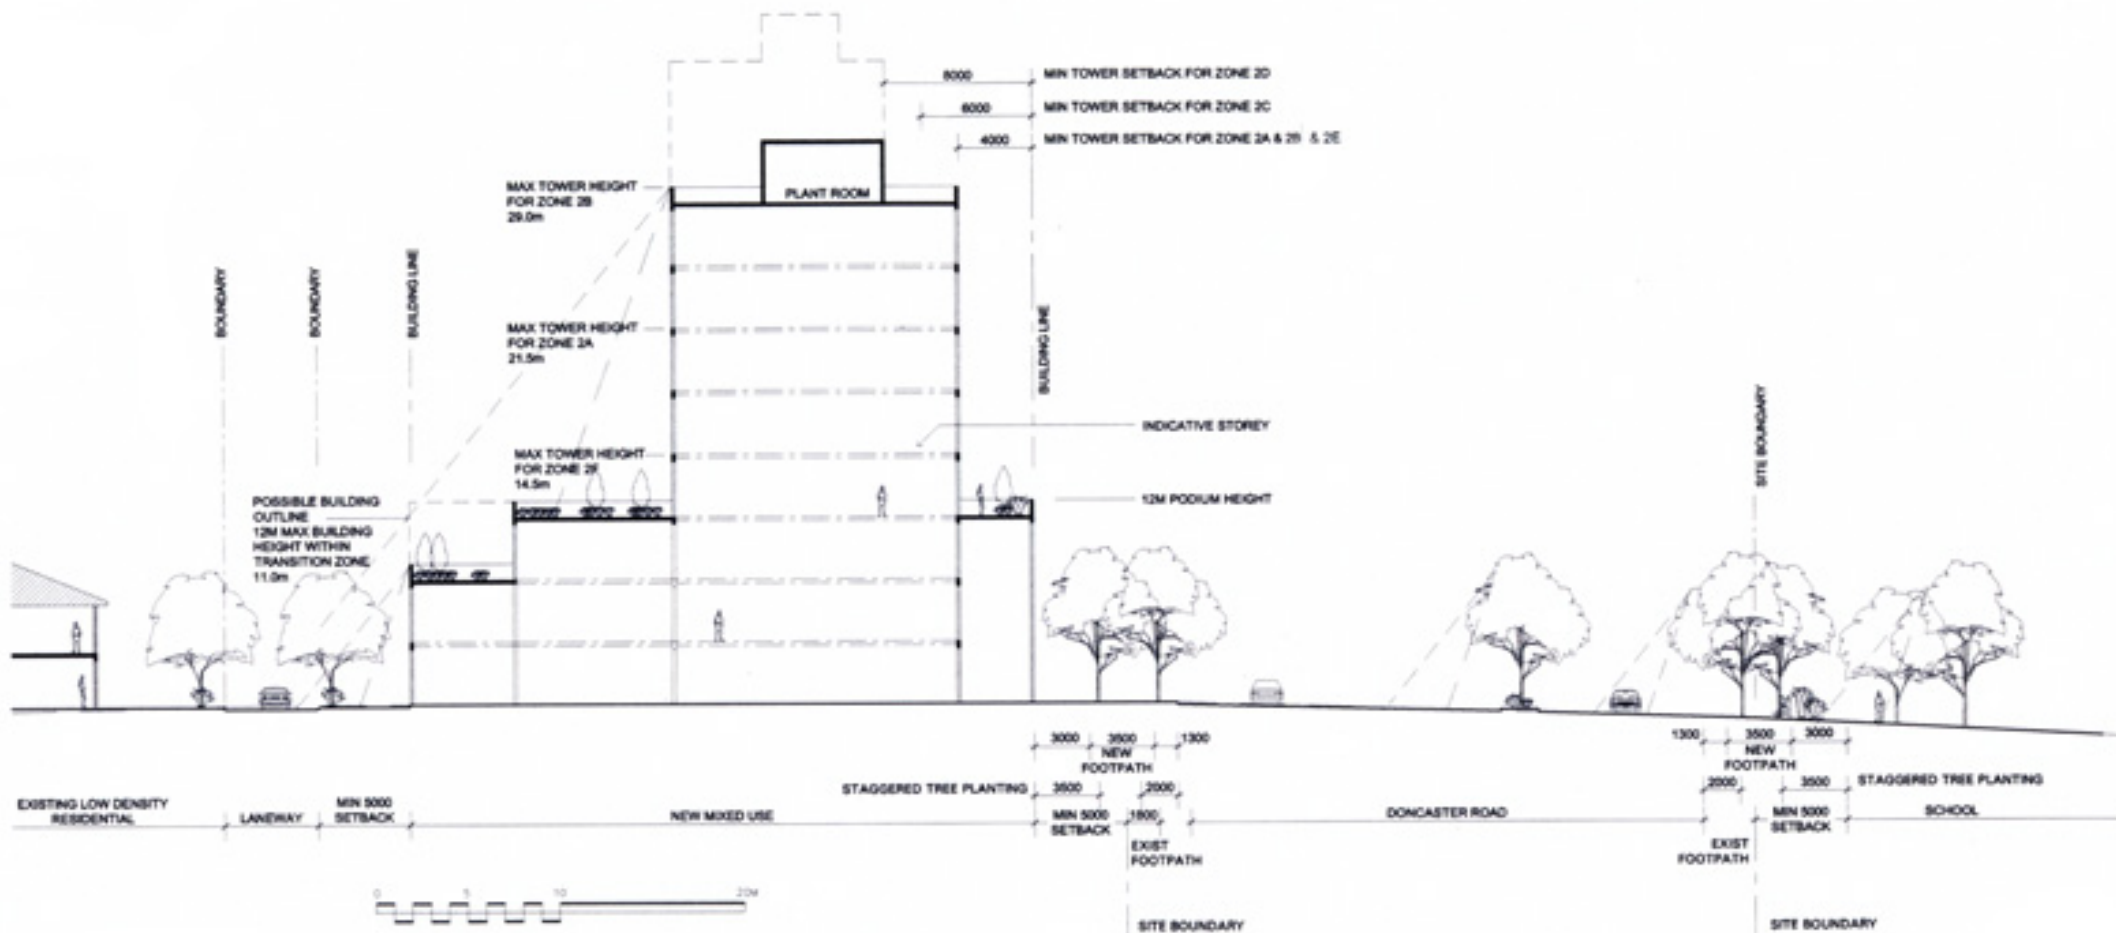 8000 MIN TOWER SETBACK FOR ZONE 2D
6000 MIN TOWER SETBACK FOR ZONE 2C
4000 MIN TOWER SETBACK FOR ZONE 2A & 2B & 2E
MAX TOWER HEIGHT
FOR ZONE 2B
29.0m
PLANT ROOM
BOUNDARY
BOUNDARY
BUILDING LINE
MAX TOWER HEIGHT
FOR ZONE 2A
21.5m
BUILDING LINE
SITE BOUNDARY
INDICATIVE STOREY
MAX TOWER HEIGHT
FOR ZONE 2F
14.5m
12M PODIUM HEIGHT
POSSIBLE BUILDING
OUTLINE
12M MAX BUILDING
HEIGHT WITHIN
TRANSITION ZONE
11.0m
3000 3500 1300
NEW
FOOTPATH
1300 3500 3000
NEW
FOOTPATH
STAGGERED TREE PLANTING 3500 2000
2000 3500 STAGGERED TREE PLANTING
EXISTING LOW DENSITY
RESIDENTIAL
LANEWAY
MIN 5000
SETBACK
NEW MIXED USE
MIN 5000
SETBACK
1800
DONCASTER ROAD
MIN 5000
SETBACK
SCHOOL
EXIST
FOOTPATH
EXIST
FOOTPATH
0 5 10 20M
SITE BOUNDARY
SITE BOUNDARY